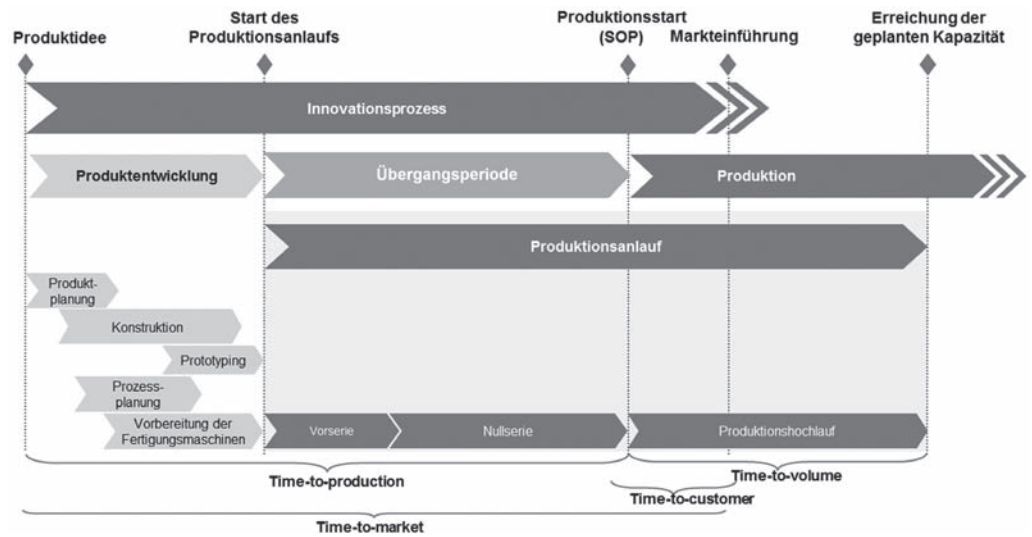 Produktidee
Start des
Produktionsanlaufs
Produktionsstart
(SOP)
Markteinführung
Erreichung der
geplanten Kapazität
Innovationsprozess
Produktentwicklung
Übergangsperiode
Produktion
Produktionsanlauf
Produkt-
planung
Konstruktion
Prototyping
Prozess-
planung
Vorbereitung der
Fertigungsmaschinen
Vorserie
Nullserie
Produktionshochlauf
Time-to-production
Time-to-volume
Time-to-customer
Time-to-market